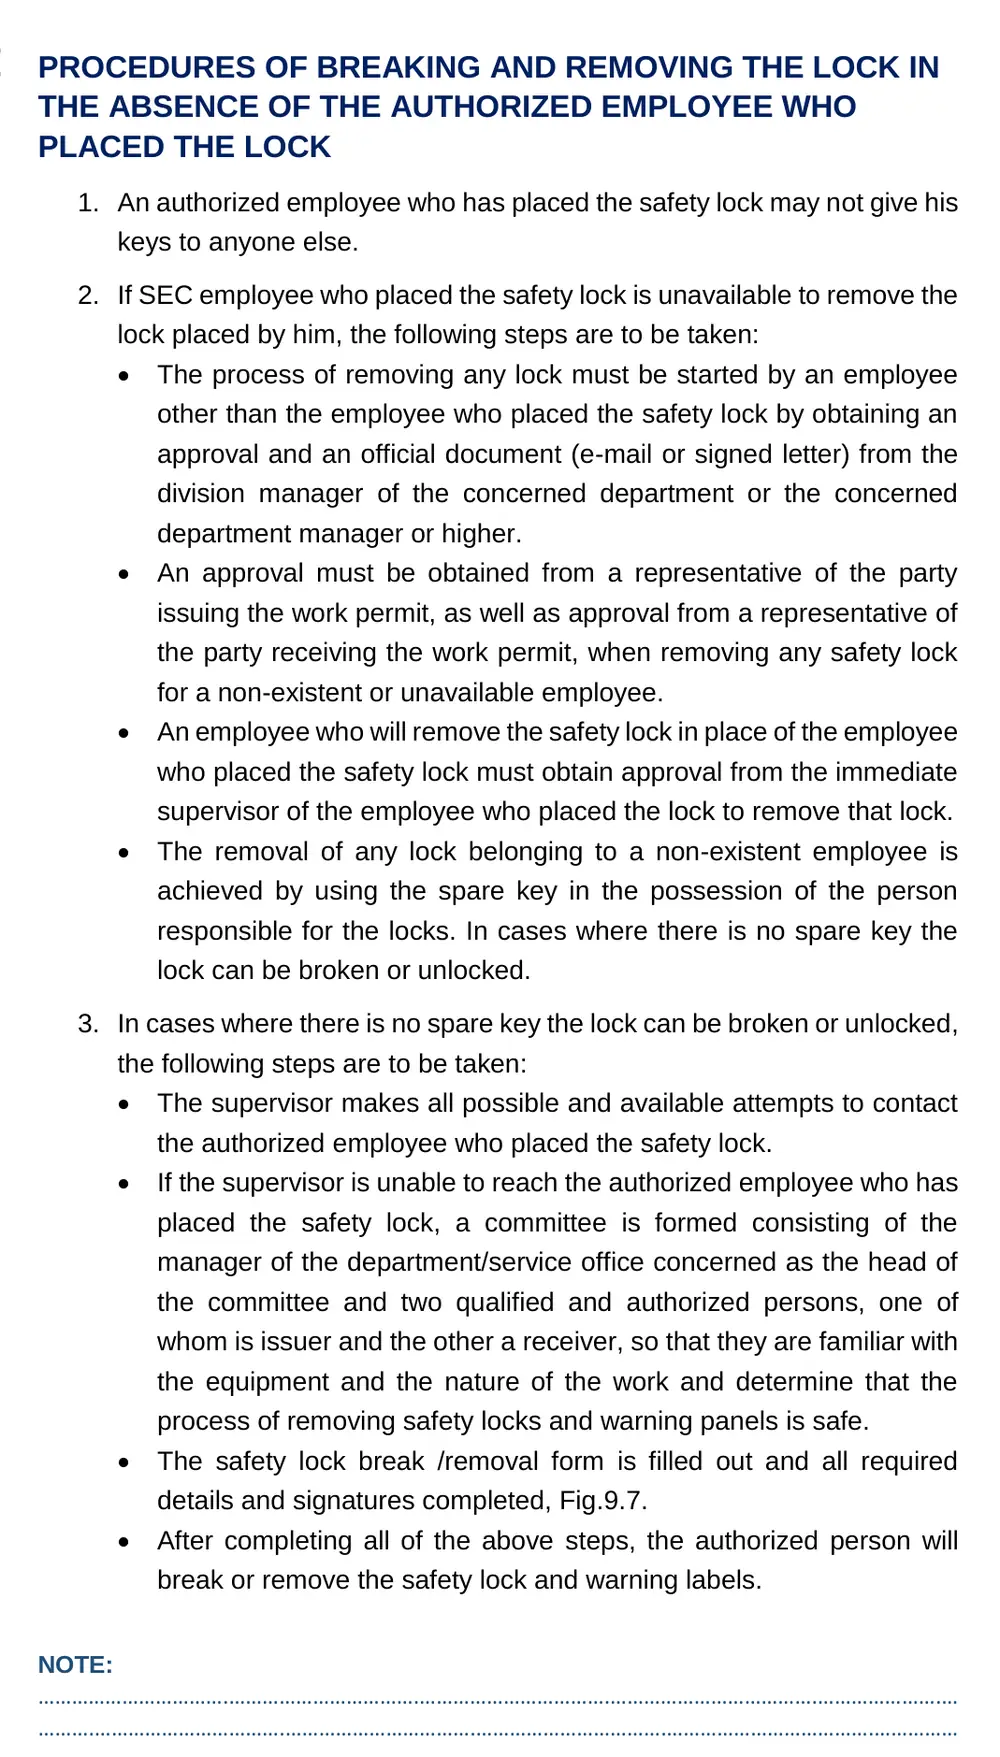 PROCEDURES OF BREAKING AND REMOVING THE LOCK IN
THE ABSENCE OF THE AUTHORIZED EMPLOYEE WHO
PLACED THE LOCK
1. An authorized employee who has placed the safety lock may not give his
keys to anyone else.
2. If SEC employee who placed the safety lock is unavailable to remove the
lock placed by him, the following steps are to be taken:
• The process of removing any lock must be started by an employee
other than the employee who placed the safety lock by obtaining an
approval and an official document (e-mail or signed letter) from the
division manager of the concerned department or the concerned
department manager or higher.
• An approval must be obtained from a representative of the party
issuing the work permit, as well as approval from a representative of
the party receiving the work permit, when removing any safety lock
for a non-existent or unavailable employee.
• An employee who will remove the safety lock in place of the employee
who placed the safety lock must obtain approval from the immediate
supervisor of the employee who placed the lock to remove that lock.
• The removal of any lock belonging to a non-existent employee is
achieved by using the spare key in the possession of the person
responsible for the locks. In cases where there is no spare key the
lock can be broken or unlocked.
3. In cases where there is no spare key the lock can be broken or unlocked,
the following steps are to be taken:
• The supervisor makes all possible and available attempts to contact
the authorized employee who placed the safety lock.
• If the supervisor is unable to reach the authorized employee who has
placed the safety lock, a committee is formed consisting of the
manager of the department/service office concerned as the head of
the committee and two qualified and authorized persons, one of
whom is issuer and the other a receiver, so that they are familiar with
the equipment and the nature of the work and determine that the
process of removing safety locks and warning panels is safe.
• The safety lock break /removal form is filled out and all required
details and signatures completed, Fig.9.7.
• After completing all of the above steps, the authorized person will
break or remove the safety lock and warning labels.
NOTE: